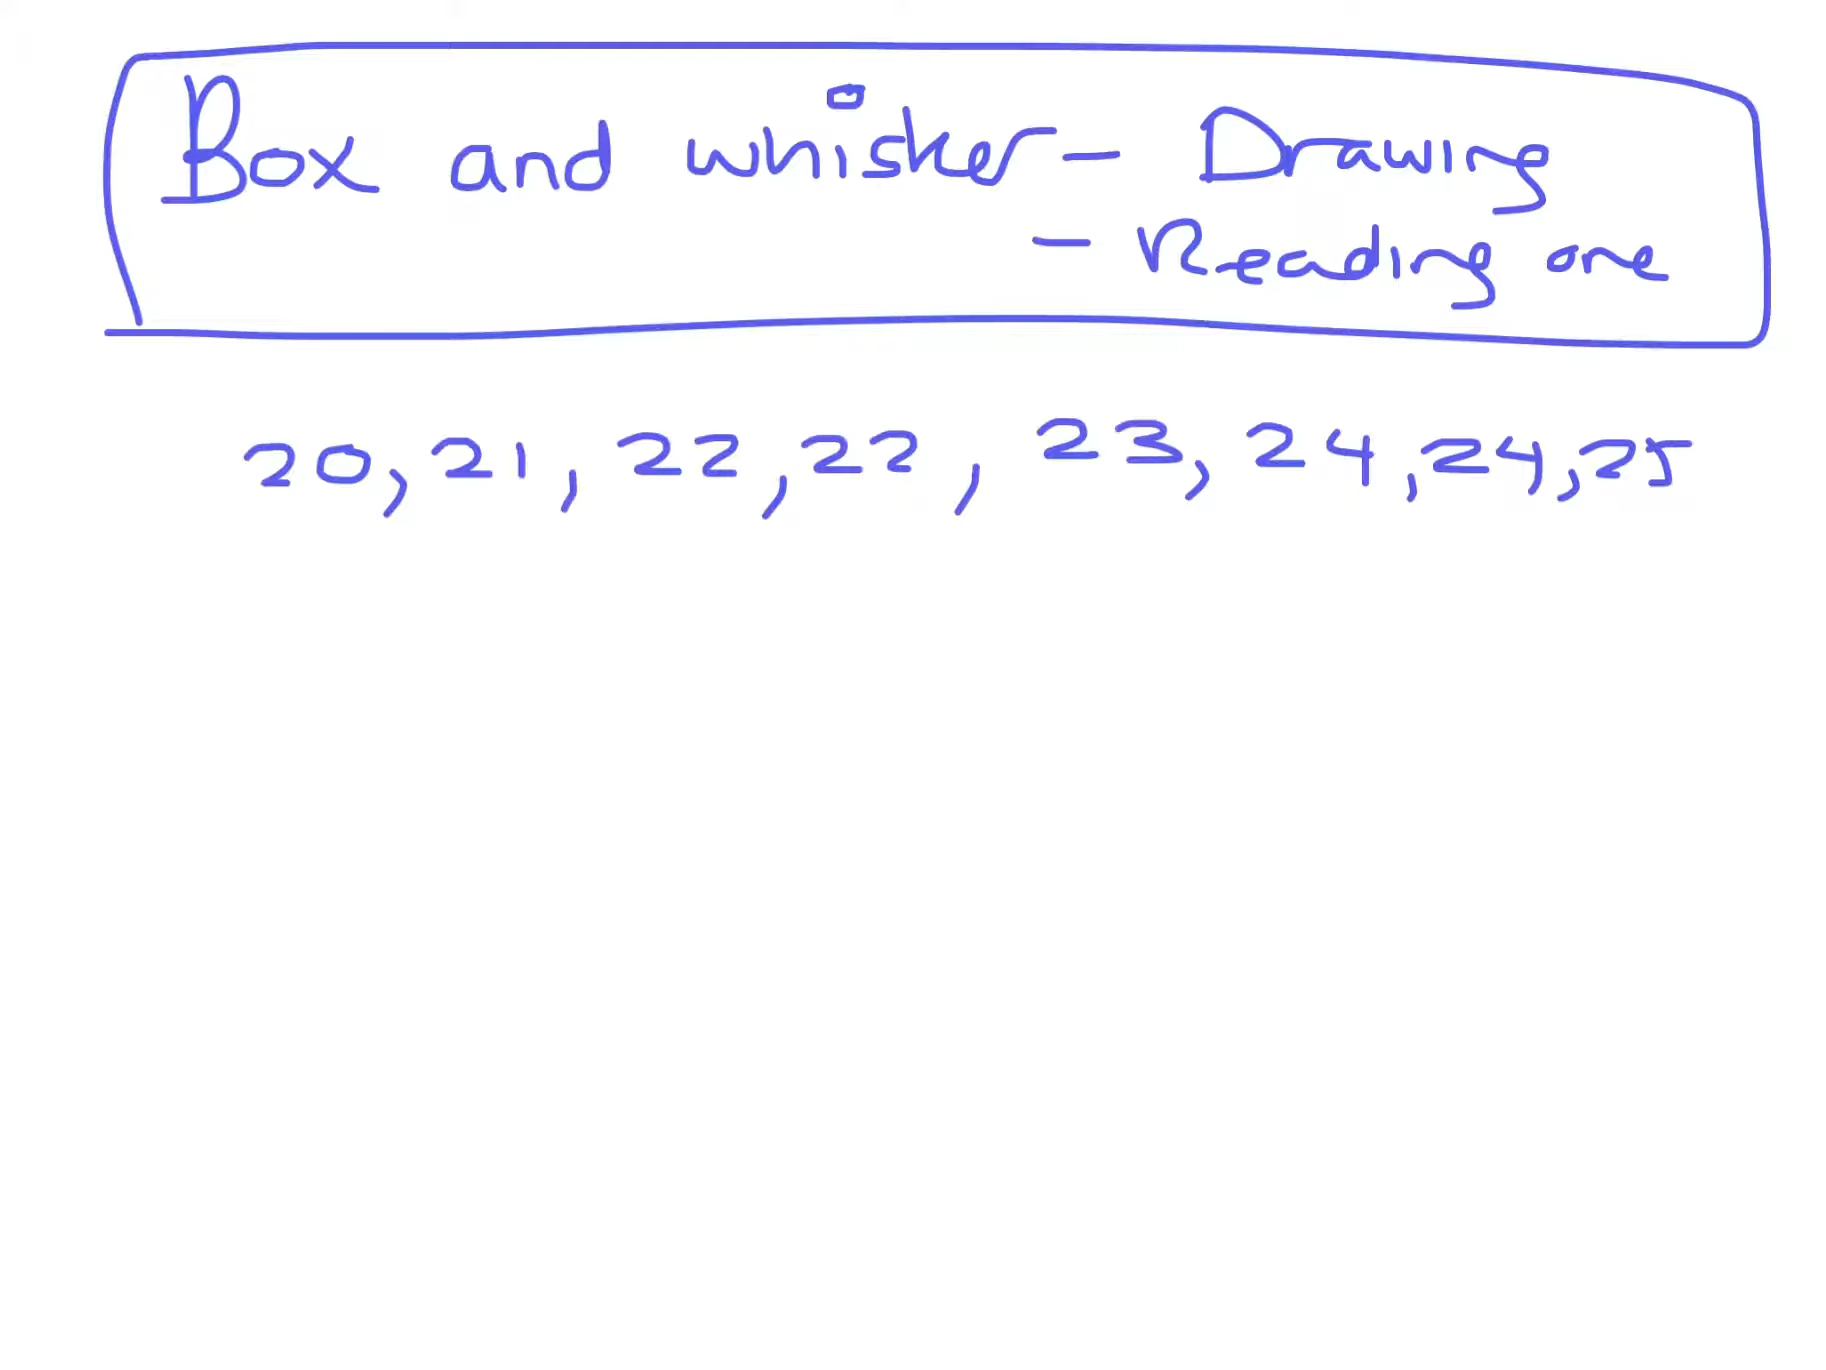 Box and whisker - Drawing
- Reading one
20, 21, 22, 22, 23, 24, 24, 25